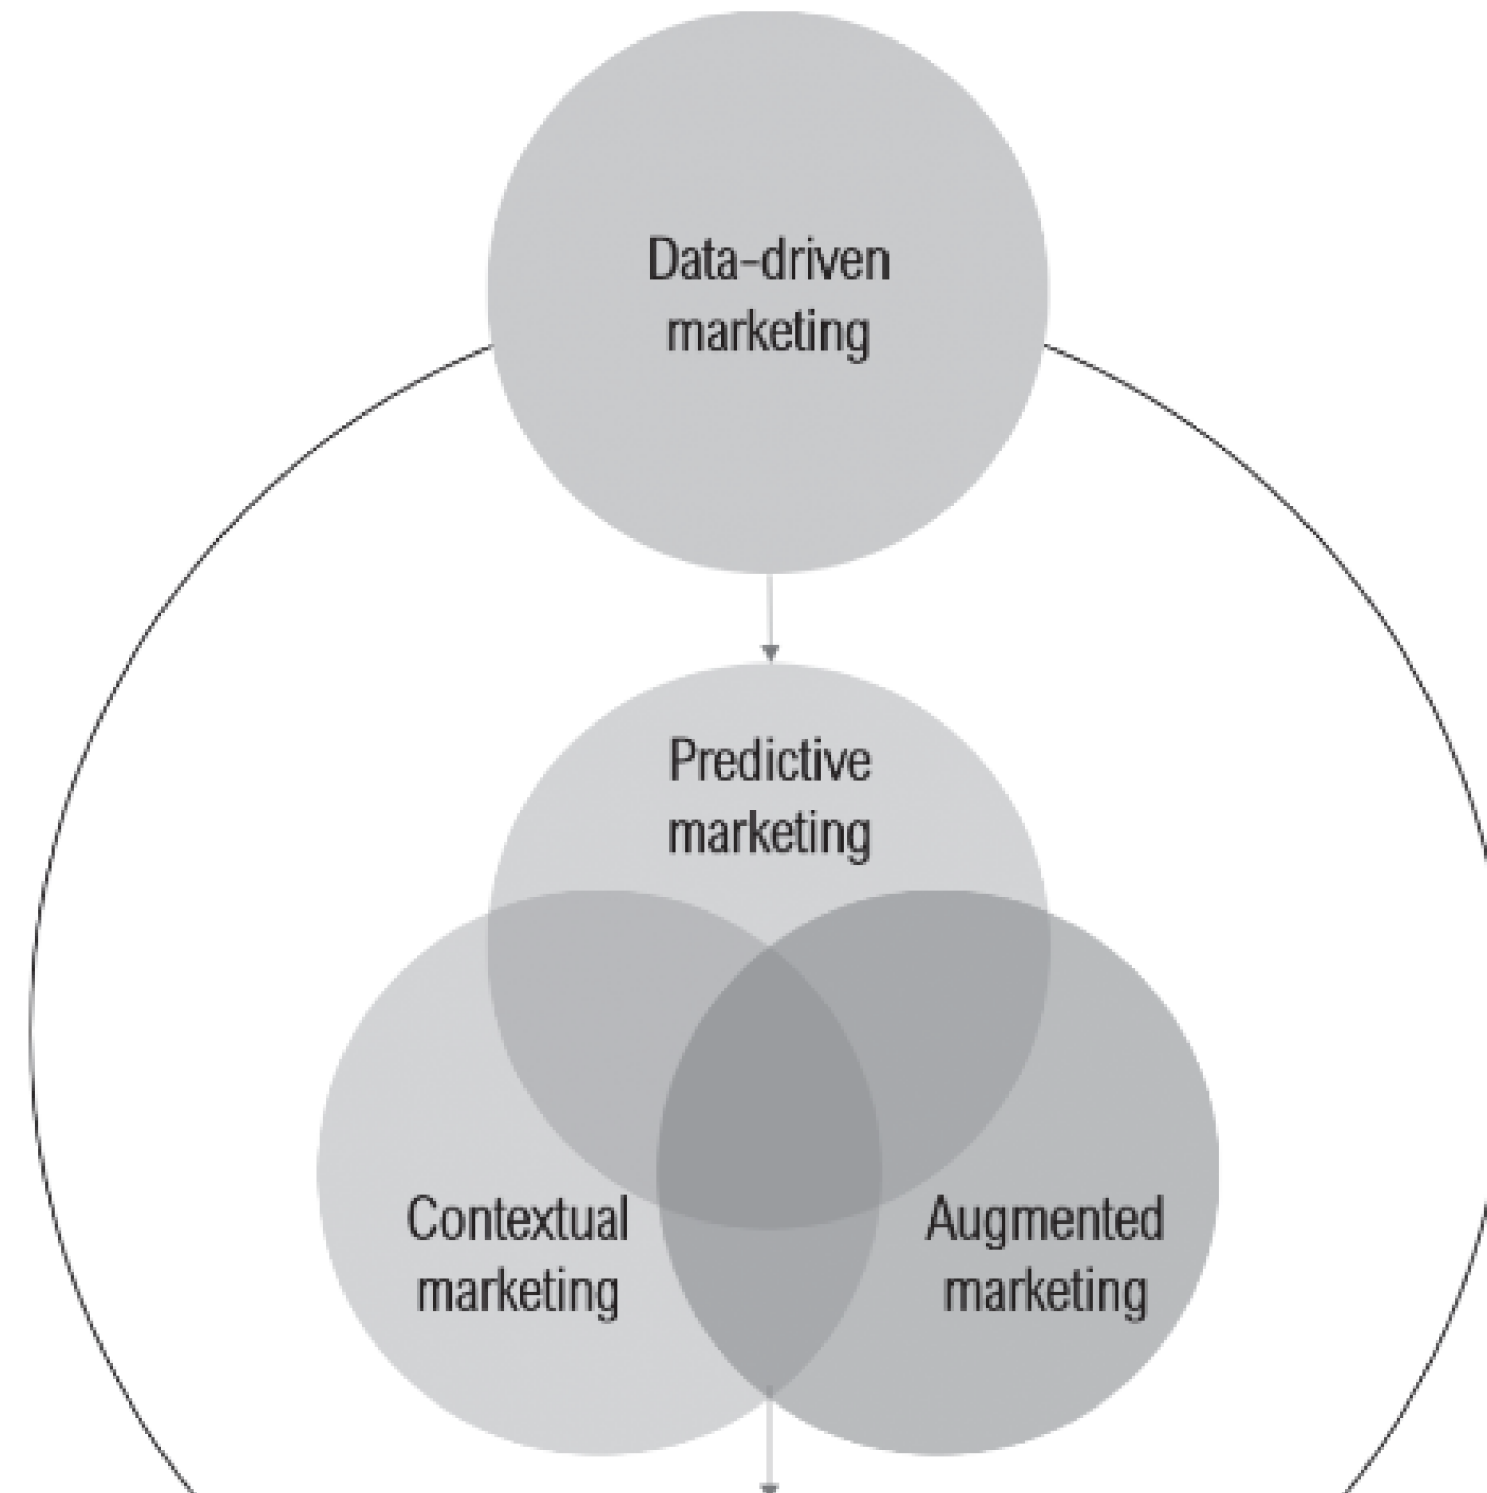 Data-driven
marketing
Predictive
marketing
Contextual
marketing
Augmented
marketing